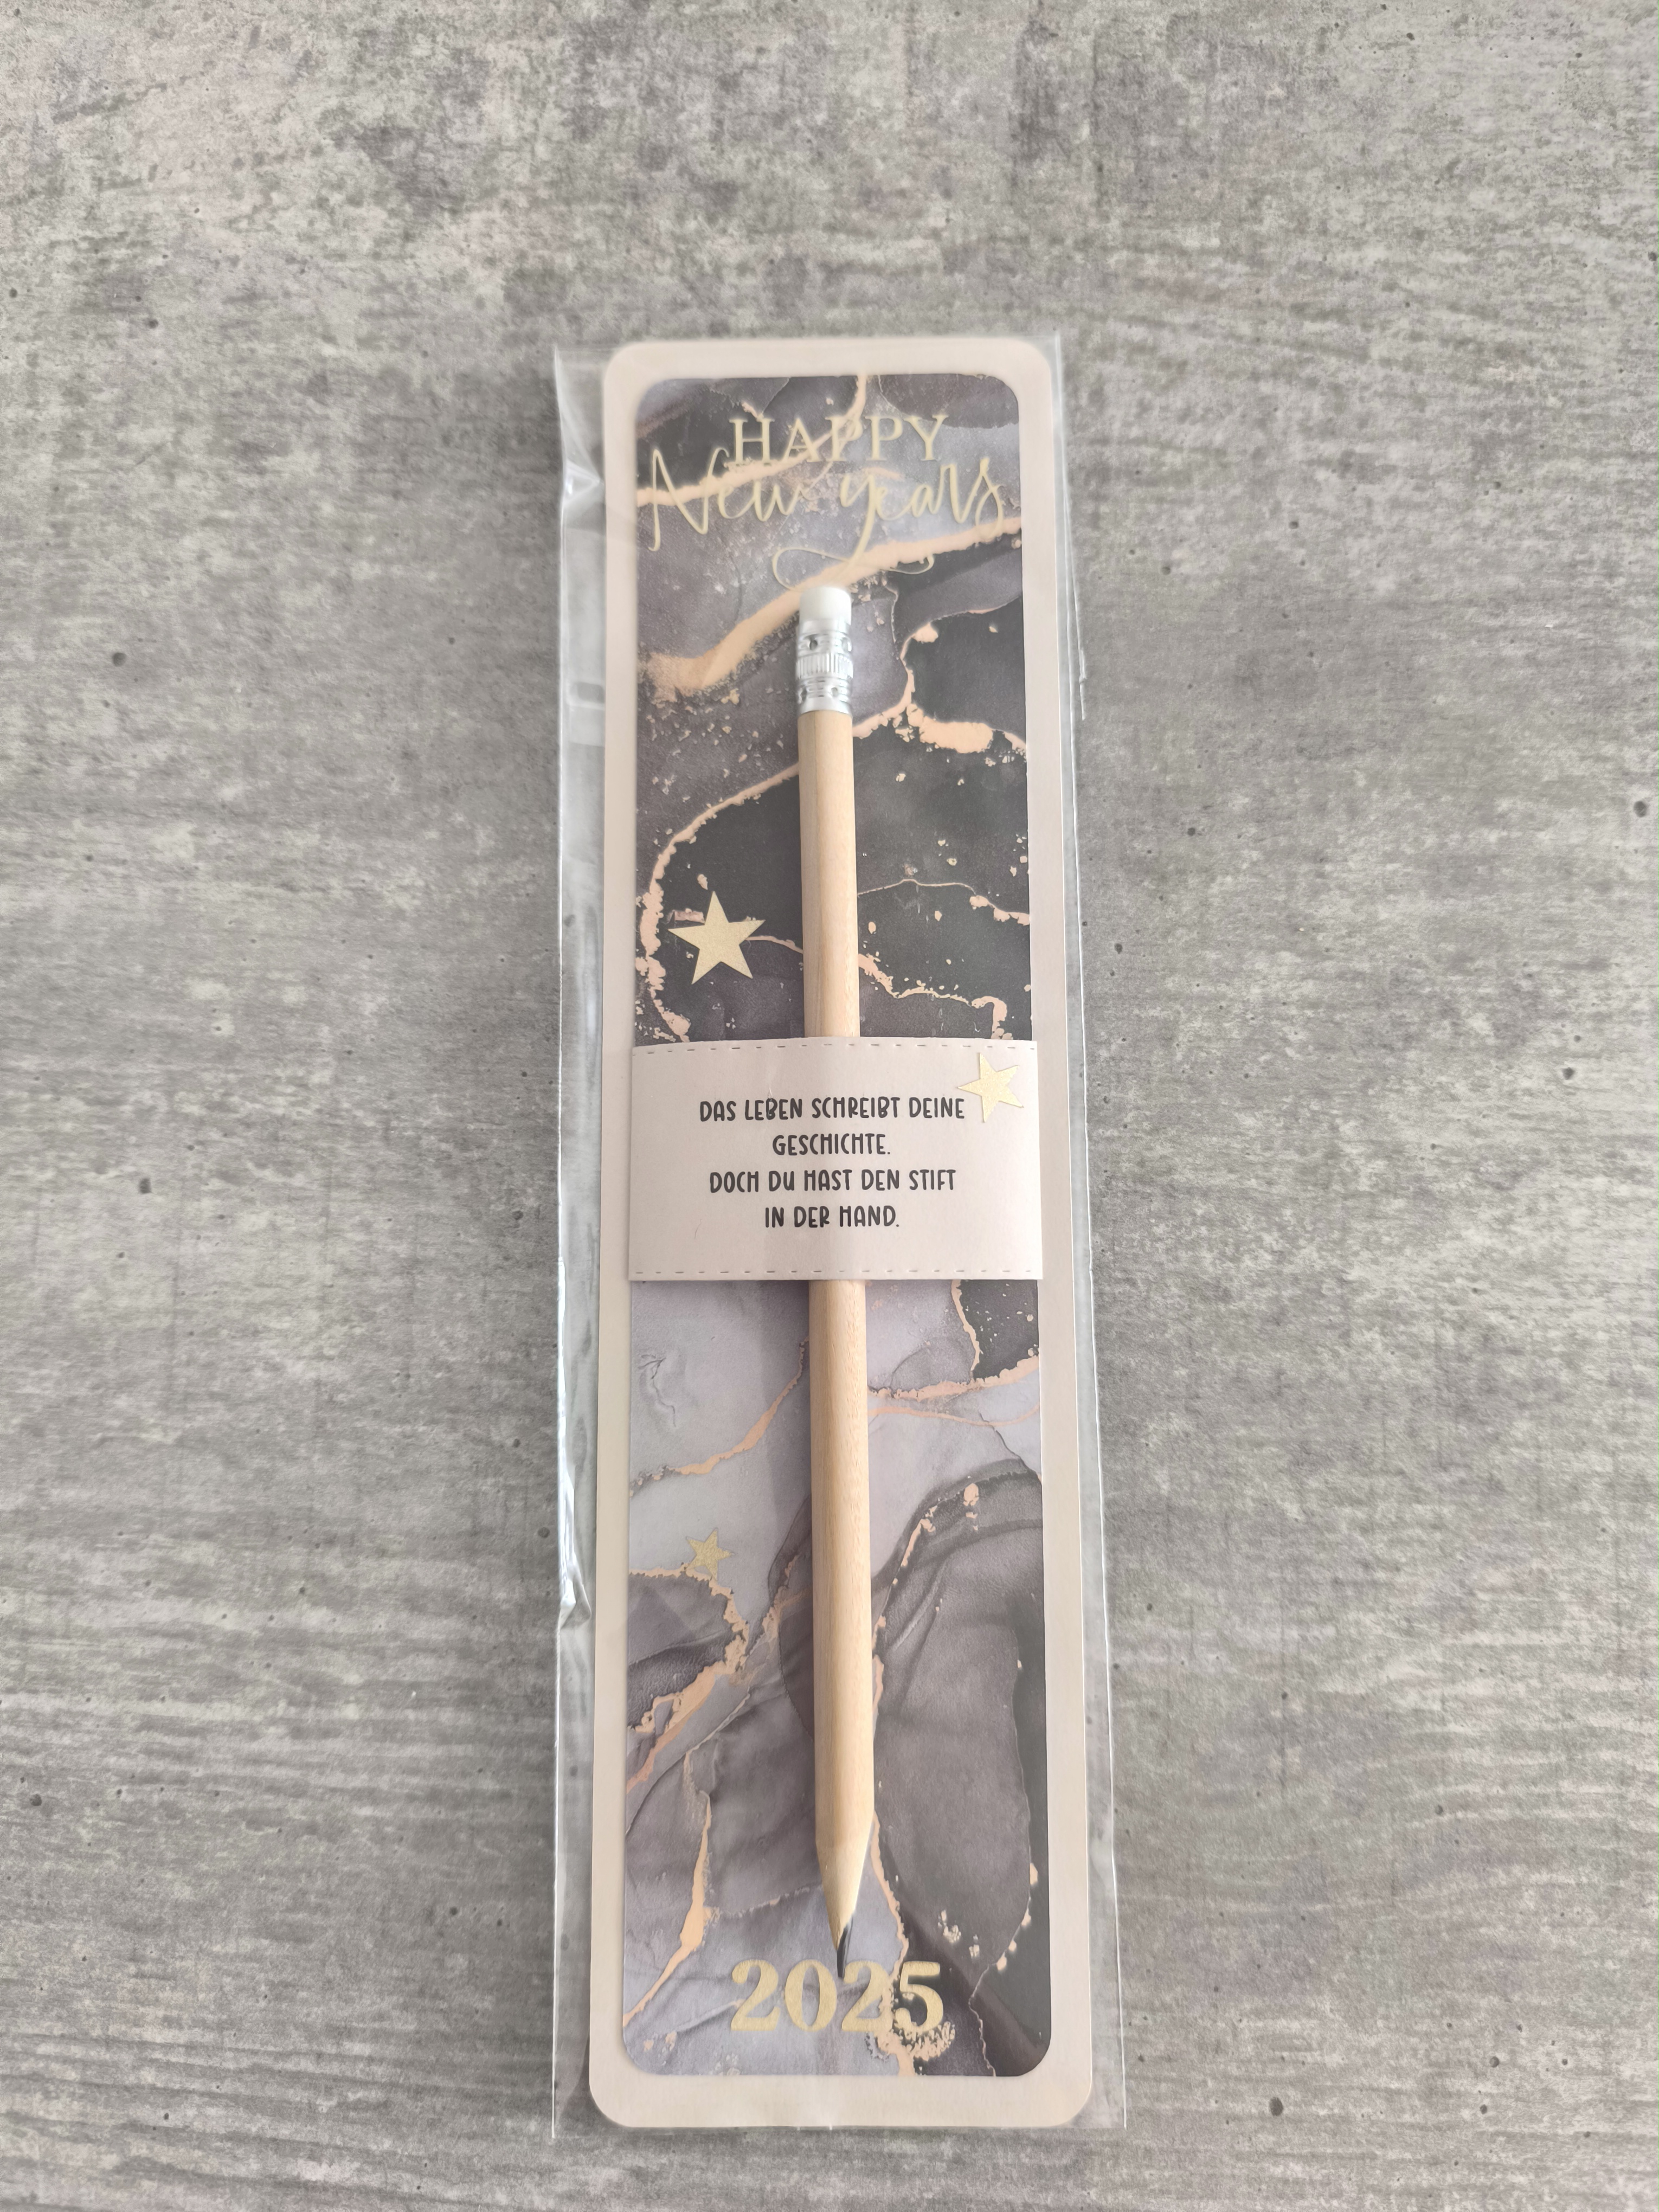 HAPPY
New years
DAS LEBEN SCHREIBT DEINE
GESCHICHTE.
DOCH DU HAST DEN STIFT
IN DER HAND.
2025